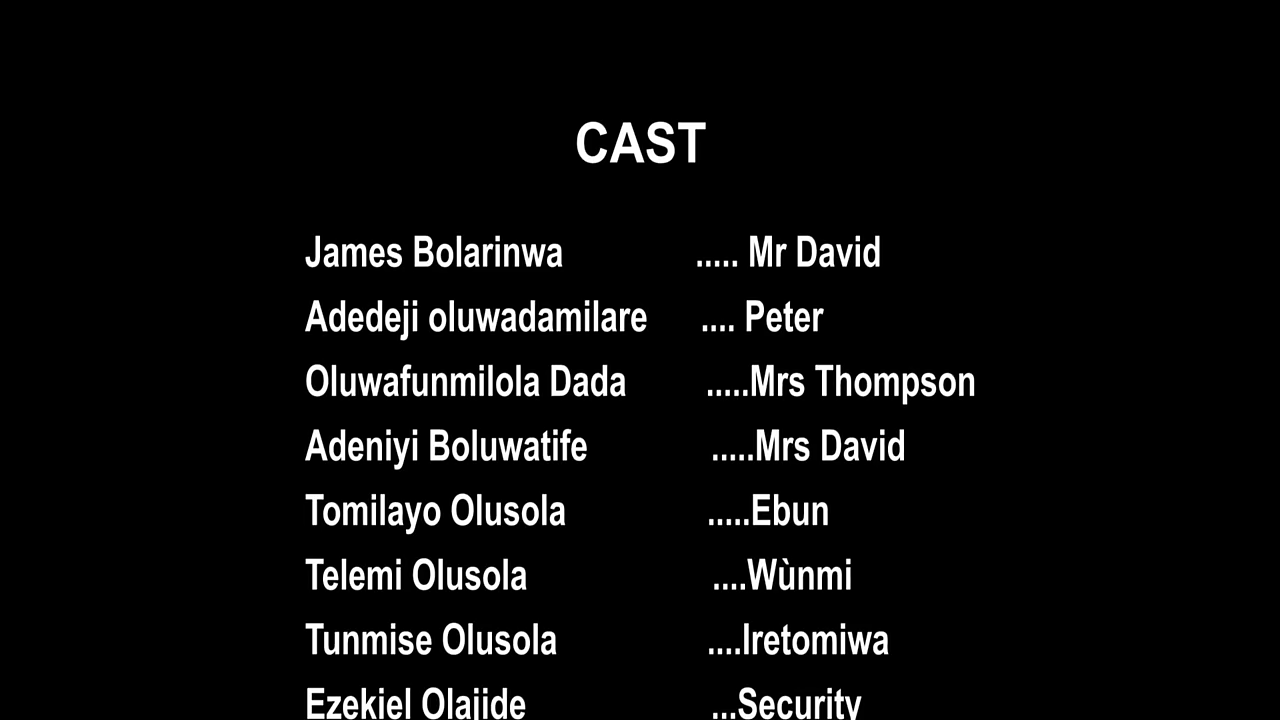 CAST
James Bolarinwa ..... Mr David
Adedeji oluwadamilare .... Peter
Oluwafunmilola Dada .....Mrs Thompson
Adeniyi Boluwatife .....Mrs David
Tomilayo Olusola .....Ebun
Telemi Olusola ....Wùnmi
Tunmise Olusola ....Iretomiwa
Ezekiel Olajide ...Security